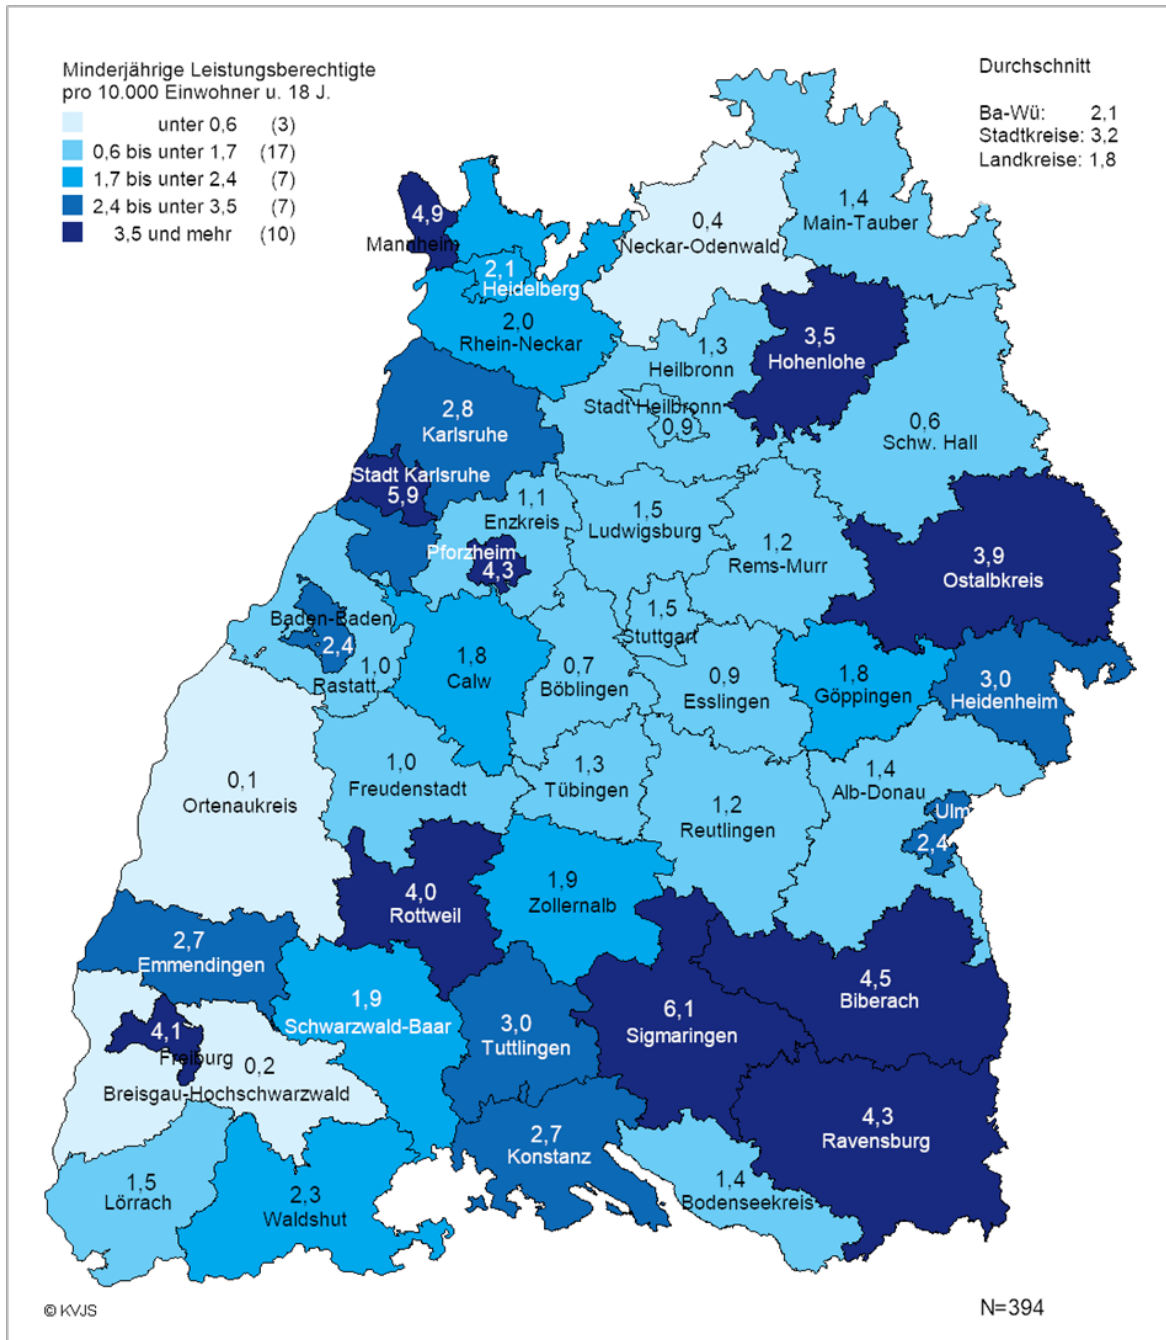 Minderjährige Leistungsberechtigte
pro 10.000 Einwohner u. 18 J.
unter 0,6 (3)
0,6 bis unter 1,7 (17)
1,7 bis unter 2,4 (7)
2,4 bis unter 3,5 (7)
3,5 und mehr (10)
Durchschnitt
Ba-Wü: 2,1
Stadtkreise: 3,2
Landkreise: 1,8
4,9
Mannheim
0,4
Neckar-Odenwald
1,4
Main-Tauber
2,1
Heidelberg
2,0
Rhein-Neckar
1,3
Heilbronn
3,5
Hohenlohe
Stadt Heilbronn
0,9
0,6
Schw. Hall
2,8
Karlsruhe
Stadt Karlsruhe
5,9
1,1
Enzkreis
1,5
Ludwigsburg
1,2
Rems-Murr
3,9
Ostalbkreis
Pforzheim
4,3
Baden-Baden
2,4
1,0
Rastatt
1,8
Calw
0,7
Böblingen
1,5
Stuttgart
0,9
Esslingen
1,8
Göppingen
3,0
Heidenheim
0,1
Ortenaukreis
1,0
Freudenstadt
1,3
Tübingen
1,2
Reutlingen
1,4
Alb-Donau
Ulm
2,4
4,0
Rottweil
1,9
Zollernalb
2,7
Emmendingen
1,9
Schwarzwald-Baar
3,0
Tuttlingen
6,1
Sigmaringen
4,5
Biberach
4,1
Freiburg
0,2
Breisgau-Hochschwarzwald
2,7
Konstanz
4,3
Ravensburg
1,5
Lörrach
2,3
Waldshut
1,4
Bodenseekreis
© KVJS
N=394